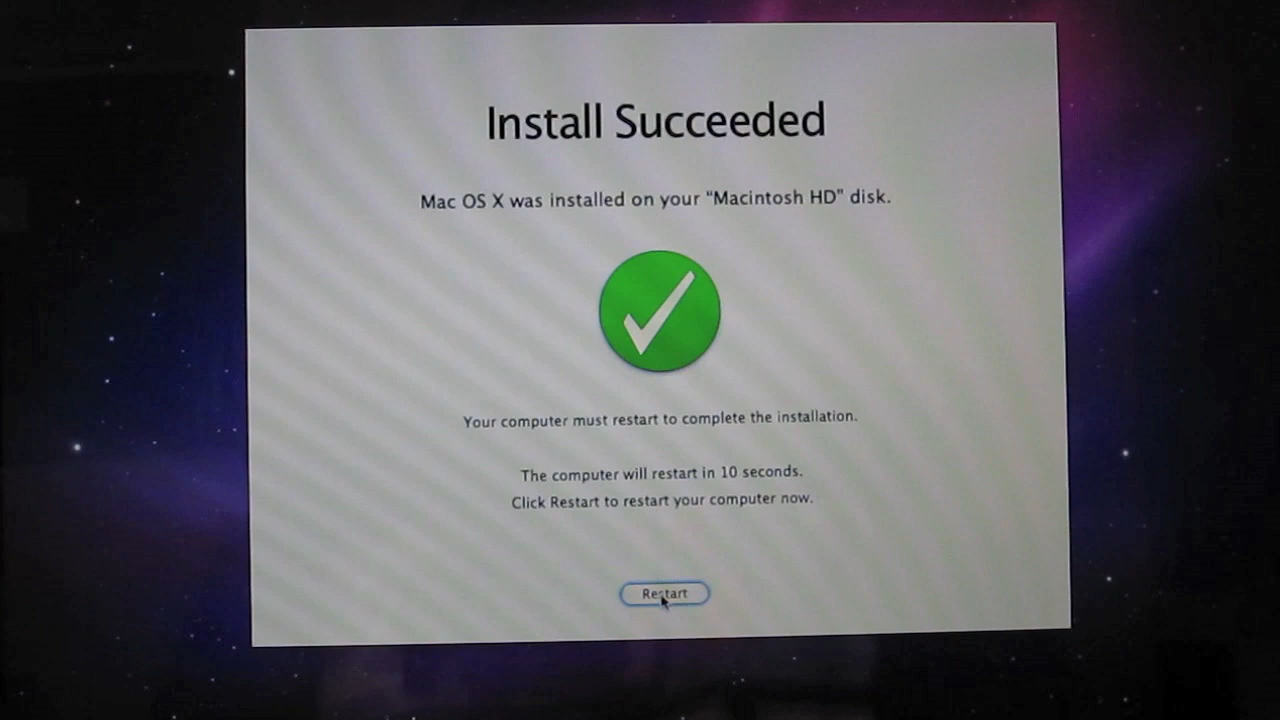 Install Succeeded
Mac OS X was installed on your “Macintosh HD” disk.
Your computer must restart to complete the installation.
The computer will restart in 10 seconds.
Click Restart to restart your computer now.
Restart